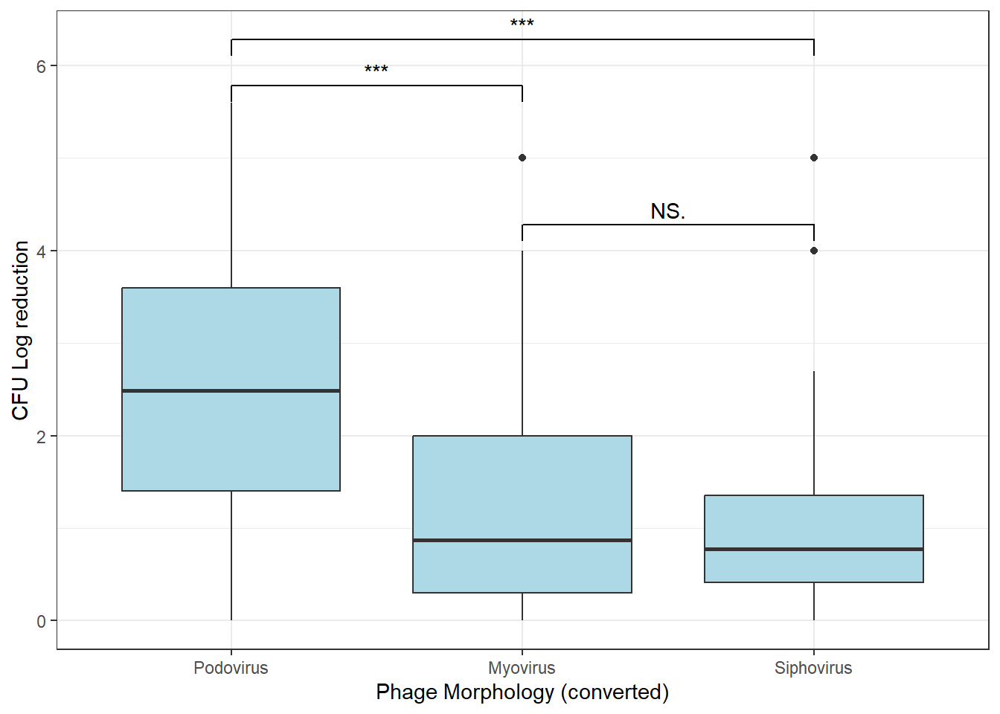 ***
***
NS.
6
4
2
0
CFU Log reduction
Podovirus
Myovirus
Siphovirus
Phage Morphology (converted)